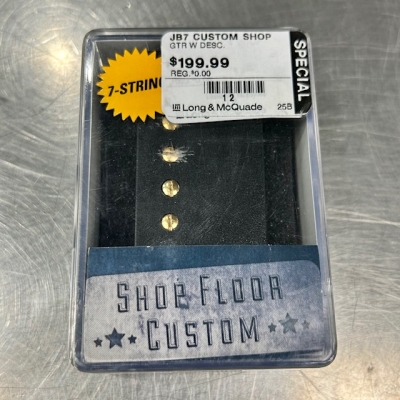 JB7 CUSTOM SHOP
GTR W DESC.
$199.99
REG.$0.00
12
Long & McQuade
25B
SPECIAL
7-STRING
SHOP FLOOR
CUSTOM